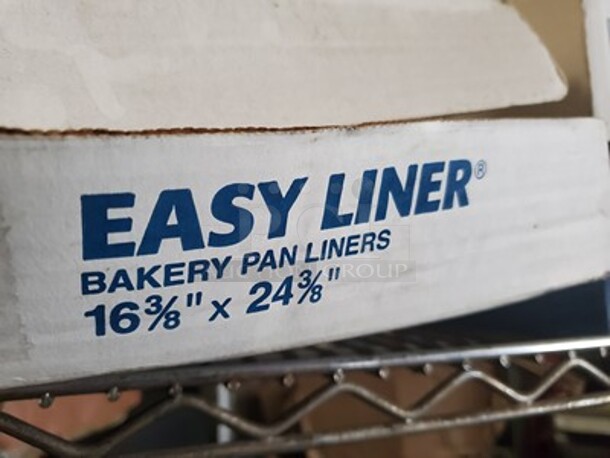 EASY LINER®
BAKERY PAN LINERS
16⅜" x 24⅜"